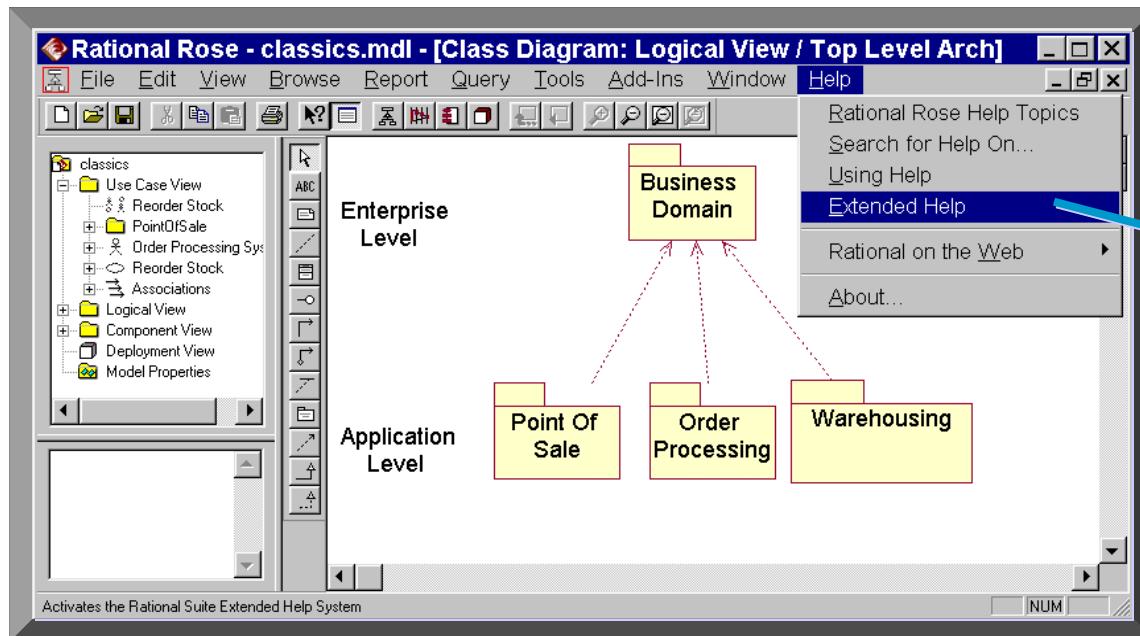 Rational Rose - classics.mdl - [Class Diagram: Logical View / Top Level Arch]
File Edit View Browse Report Query Tools Add-Ins Window Help
Rational Rose Help Topics
Search for Help On...
Using Help
Extended Help
Rational on the Web
About...
classics
Use Case View
Reorder Stock
PointOfSale
Order Processing Sys
Reorder Stock
Associations
Logical View
Component View
Deployment View
Model Properties
ABC
Enterprise
Level
Business
Domain
Application
Level
Point Of
Sale
Order
Processing
Warehousing
Activates the Rational Suite Extended Help System
NUM